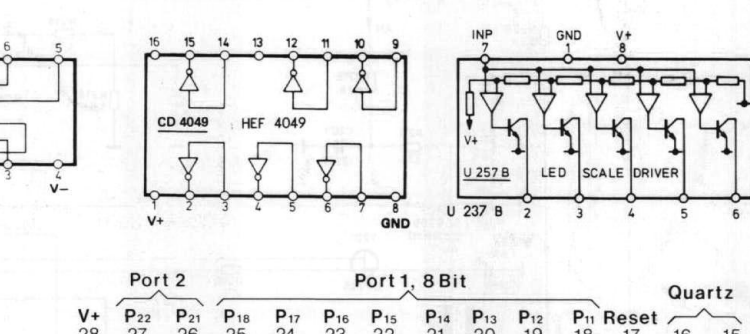 6 5
3 4
V–
16 15 14 13 12 11 10 9
CD 4049 HEF 4049
1 2 3 4 5 6 7 8
V+ GND
INP GND V+
7 1 8
V+
U 257 B LED SCALE DRIVER
U 237 B 2 3 4 5 6
Port 2 Port 1, 8 Bit Quartz
V+ P22 P21 P18 P17 P16 P15 P14 P13 P12 P11 Reset
28 27 26 25 24 23 22 21 20 19 18 17 16 15